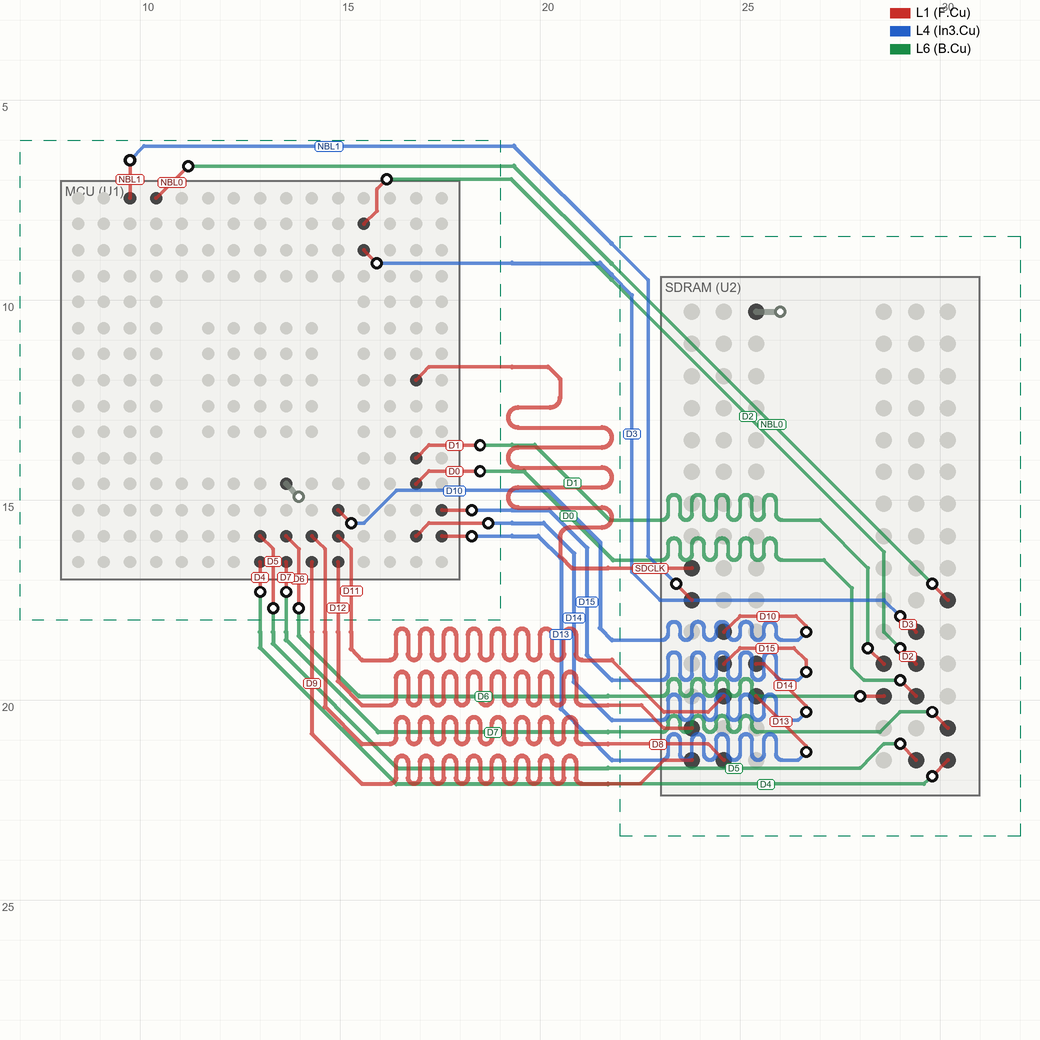 10 15 20 25 30
L1 (F.Cu)
L4 (In3.Cu)
L6 (B.Cu)
5
NBL1
NBL1 NBL0
MCU (U1)
SDRAM (U2)
10
D2
NBL0
D3
D1
D0
D1
D10
15
D0
SDCLK
D5
D4 D7 D6
D11
D15
D12
D14
D10
D3
D13
D15
D2
D9
D14
D6
20
D13
D7
D8
D5
D4
25